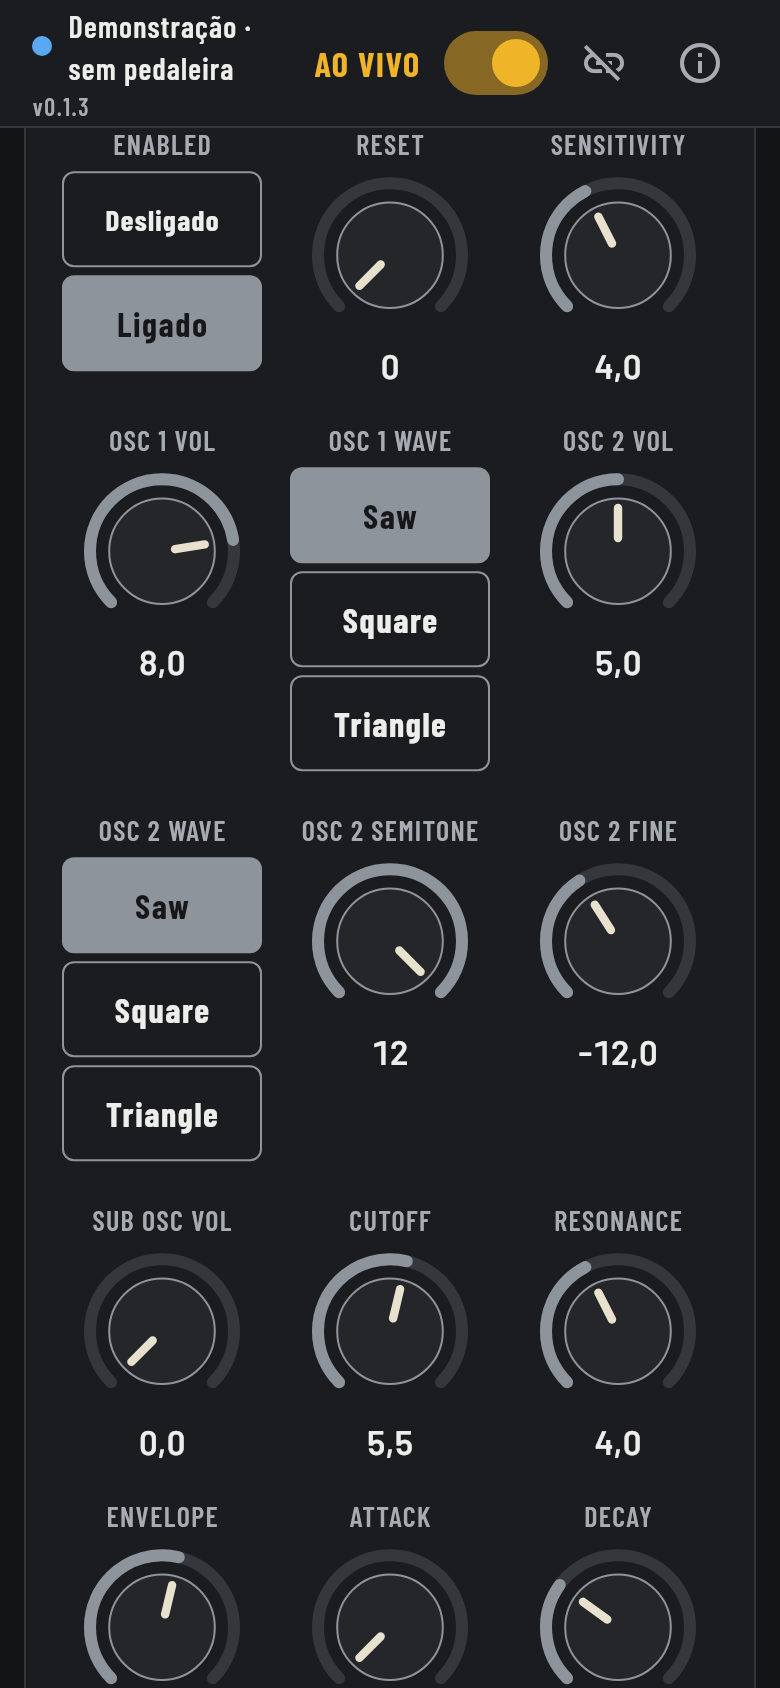 Demonstração ·
sem pedaleira
v0.1.3
AO VIVO
ENABLED
Desligado
Ligado
RESET
0
SENSITIVITY
4,0
OSC 1 VOL
8,0
OSC 1 WAVE
Saw
Square
Triangle
OSC 2 VOL
5,0
OSC 2 WAVE
Saw
Square
Triangle
OSC 2 SEMITONE
12
OSC 2 FINE
-12,0
SUB OSC VOL
0,0
CUTOFF
5,5
RESONANCE
4,0
ENVELOPE
ATTACK
DECAY